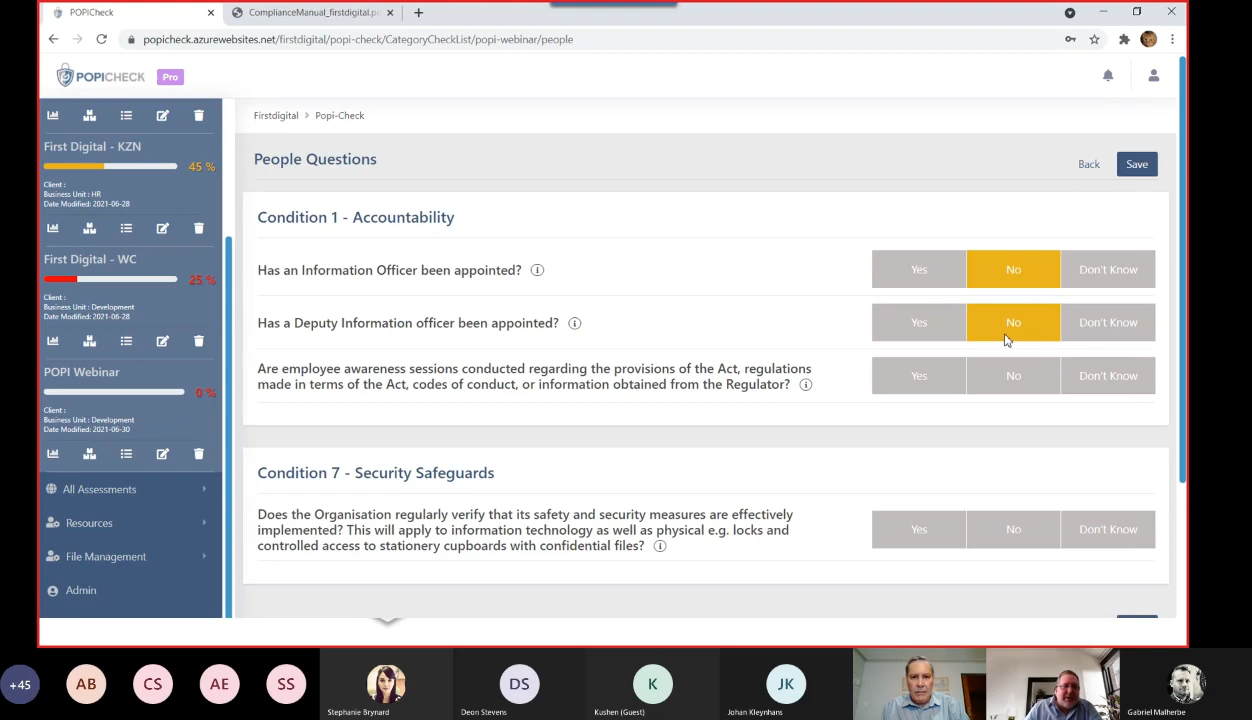 POPICheck
ComplianceManual_firstdigital.p
popicheck.azurewebsites.net/firstdigital/popi-check/CategoryCheckList/popi-webinar/people
POPICHECK Pro
Firstdigital > Popi-Check
First Digital - KZN
45 %
Client :
Business Unit : HR
Date Modified: 2021-06-28
First Digital - WC
25 %
Client :
Business Unit : Development
Date Modified: 2021-06-28
POPI Webinar
0 %
Client :
Business Unit : Development
Date Modified: 2021-06-30
All Assessments
Resources
File Management
Admin
People Questions
Back
Save
Condition 1 - Accountability
Has an Information Officer been appointed?
Yes No Don't Know
Has a Deputy Information officer been appointed?
Yes No Don't Know
Are employee awareness sessions conducted regarding the provisions of the Act, regulations
made in terms of the Act, codes of conduct, or information obtained from the Regulator?
Yes No Don't Know
Condition 7 - Security Safeguards
Does the Organisation regularly verify that its safety and security measures are effectively
implemented? This will apply to information technology as well as physical e.g. locks and
controlled access to stationery cupboards with confidential files?
Yes No Don't Know
+45
AB
CS
AE
SS
Stephanie Brynard
DS
Deon Stevens
K
Kushen (Guest)
JK
Johan Kleynhans
Gabriel Malherbe